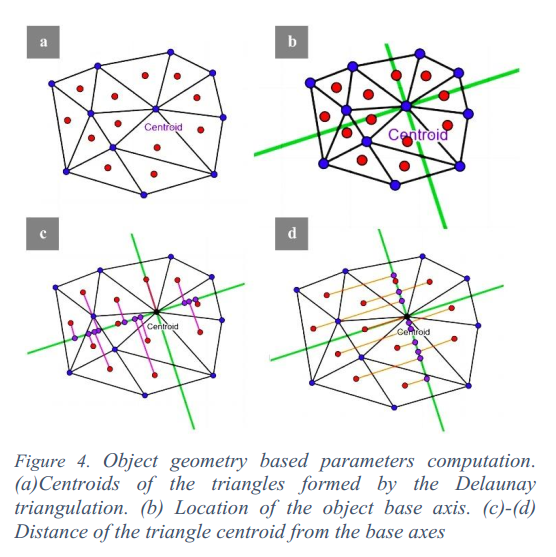 a
b
Centroid
Centroid
c
d
Centroid
Centroid
Figure 4. Object geometry based parameters computation.
(a)Centroids of the triangles formed by the Delaunay
triangulation. (b) Location of the object base axis. (c)-(d)
Distance of the triangle centroid from the base axes